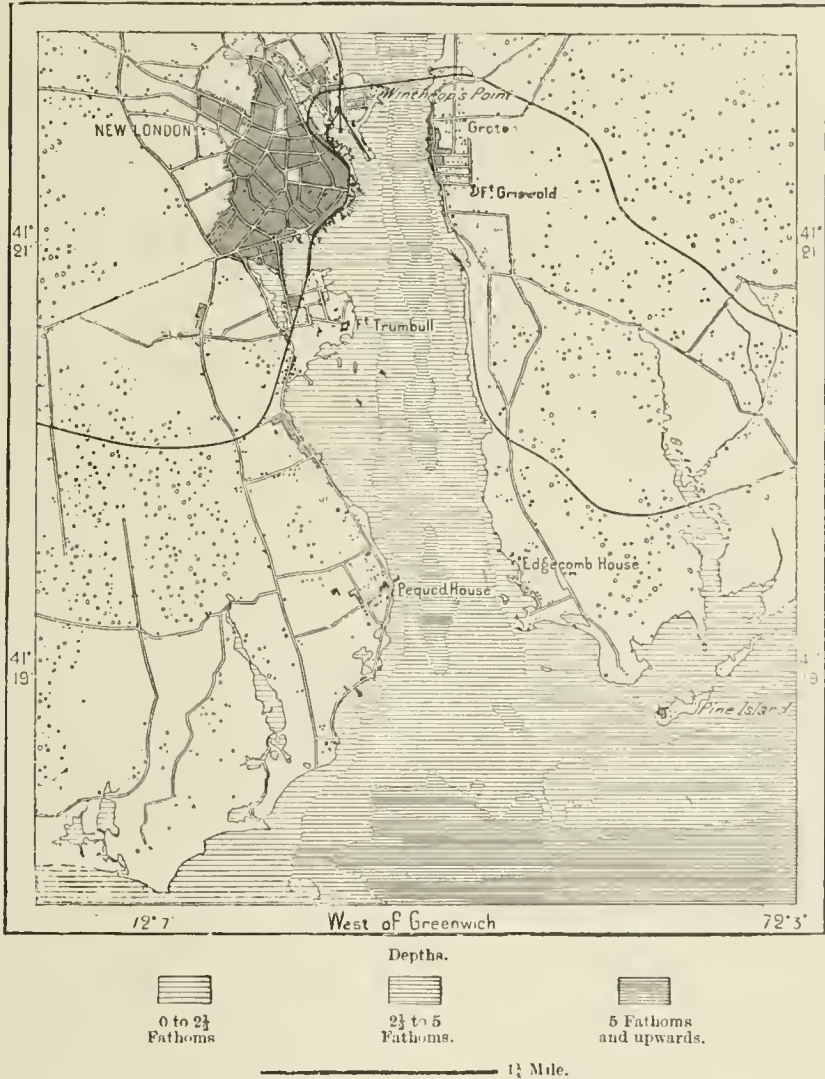 Winthrop's Point
NEW LONDON
Groton
Ft. Griswold
41°
21'
41°
21
Ft. Trumbull
Edgecomb House
Pequod House
41°
19'
41°
19
Pine Island
72° 7'
West of Greenwich
72° 3'
Depths.
0 to 2½
Fathoms
2½ to 5
Fathoms.
5 Fathoms
and upwards.
Mile.